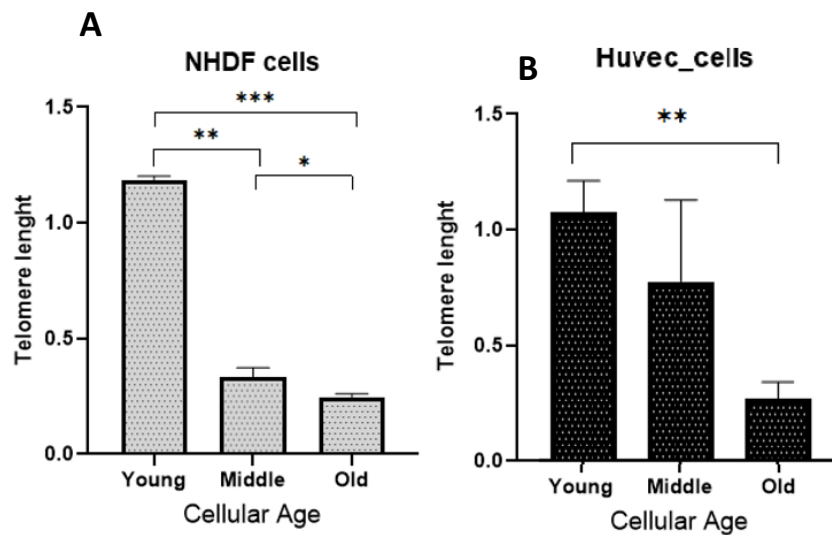 A
NHDF cells
***
**
*
1.5
1.0
0.5
0.0
Telomere lenght
Young Middle Old
Cellular Age
B
Huvec_cells
**
1.5
1.0
0.5
0.0
Telomere lenght
Young Middle Old
Cellular Age